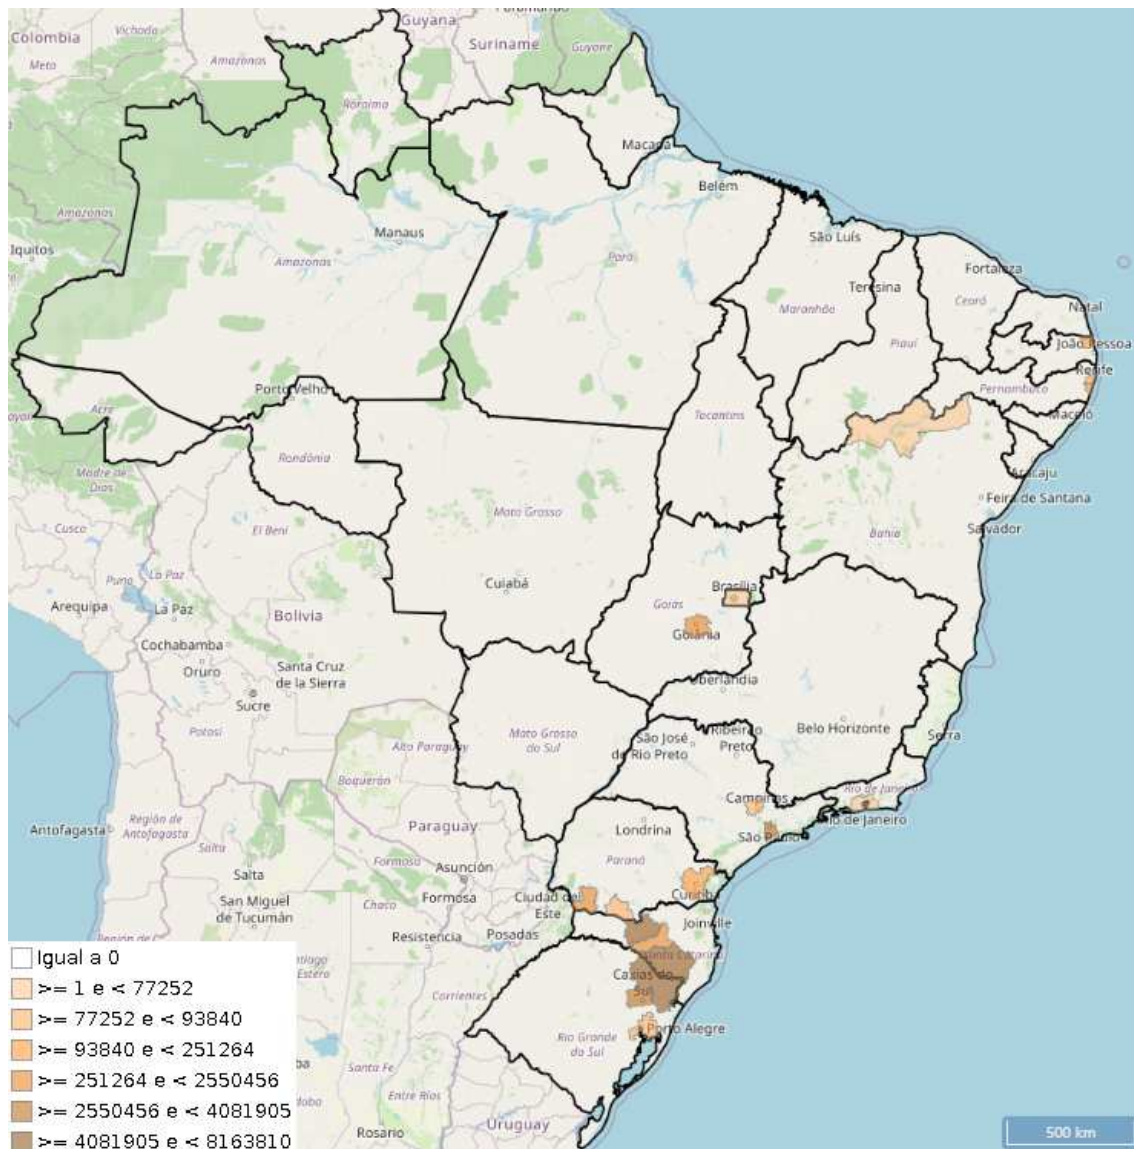 Paramaribo
Guyana
Colombia
Vichada
Suriname
Meta
Amazonas
Guyane
Roraima
Macapá
Belém
Amazonas
São Luís
Manaus
Iquitos
Amazonas
Pará
Fortaleza
Teresina
Ceará
Maranhão
Natal
João Pessoa
Piauí
Recife
Porto Velho
Pernambuco
Acre
Tocantins
Maceió
Rondônia
Aracaju
Madre de
Dios
Feira de Santana
Mato Grosso
Cusco
El Beni
Salvador
Bahia
Puno
La Paz
Cuiabá
Brasília
Arequipa
La Paz
Bolivia
Goiás
Goiânia
Cochabamba
Oruro
Santa Cruz
de la Sierra
Uberlândia
Sucre
Potosí
Alto Paraguay
Mato Grosso
do Sul
São José
do Rio Preto
Ribeirão
Preto
Belo Horizonte
Serra
Boquerón
Campinas
Rio de Janeiro
Rio de Janeiro
Antofagasta
Región de
Antofagasta
Paraguay
Londrina
São Paulo
Salta
Formosa
Asunción
Paraná
Salta
Formosa
Ciudad del
Este
Curitiba
San Miguel
de Tucumán
Chaco
Joinville
Resistencia
Posadas
Santa Catarina
Caxias do
Sul
Corrientes
Porto Alegre
Rio Grande
do Sul
Santa Fe
Entre Ríos
Uruguay
Rosario
Igual a 0
>= 1 e < 77252
>= 77252 e < 93840
>= 93840 e < 251264
>= 251264 e < 2550456
>= 2550456 e < 4081905
>= 4081905 e < 8163810
500 km